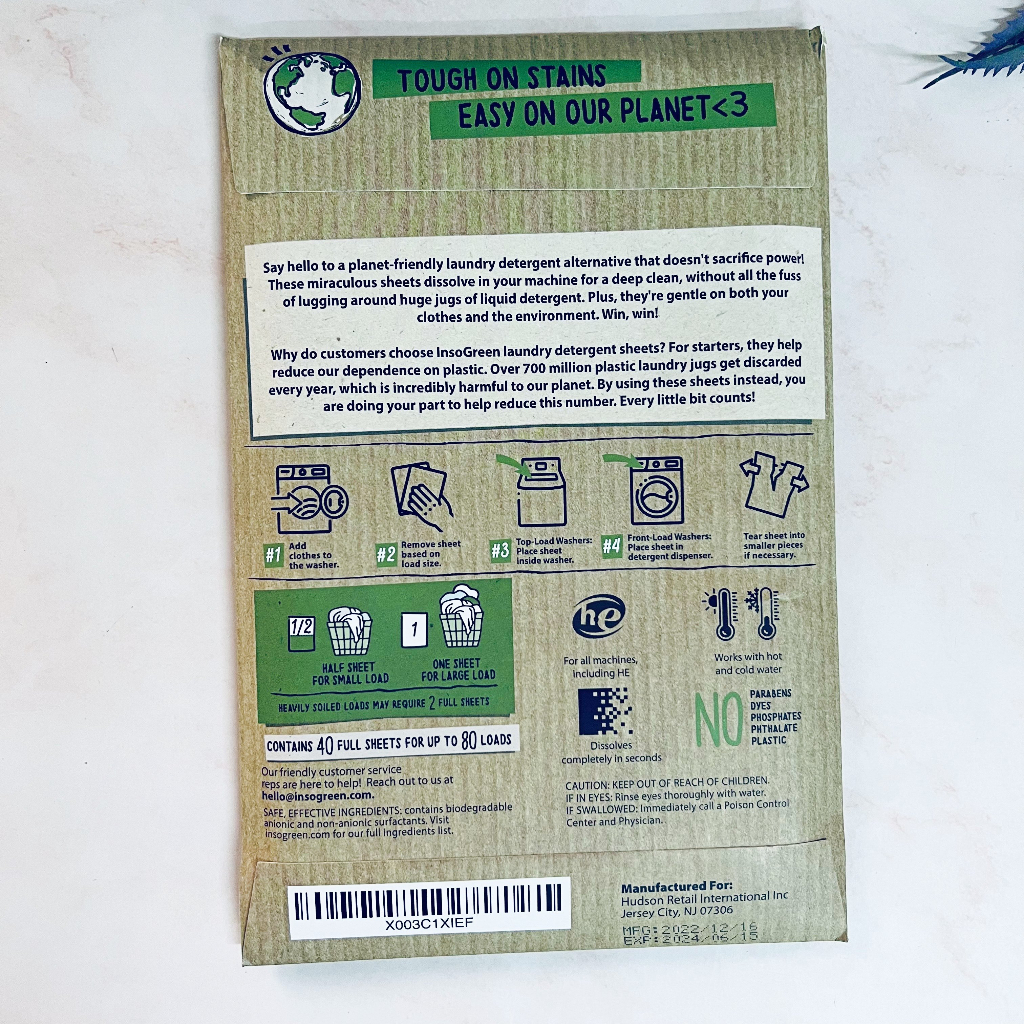 TOUGH ON STAINS
EASY ON OUR PLANET<3
Say hello to a planet-friendly laundry detergent alternative that doesn't sacrifice power!
These miraculous sheets dissolve in your machine for a deep clean, without all the fuss
of lugging around huge jugs of liquid detergent. Plus, they're gentle on both your
clothes and the environment. Win, win!
Why do customers choose InsoGreen laundry detergent sheets? For starters, they help
reduce our dependence on plastic. Over 700 million plastic laundry jugs get discarded
every year, which is incredibly harmful to our planet. By using these sheets instead, you
are doing your part to help reduce this number. Every little bit counts!
#1 Add
clothes to
the washer.
#2 Remove sheet
based on
load size.
#3 Top-Load Washers:
Place sheet
inside washer.
#4 Front-Load Washers:
Place sheet in
detergent dispenser.
Tear sheet into
smaller pieces
if necessary.
1/2
HALF SHEET
FOR SMALL LOAD
1
ONE SHEET
FOR LARGE LOAD
HEAVILY SOILED LOADS MAY REQUIRE 2 FULL SHEETS
CONTAINS 40 FULL SHEETS FOR UP TO 80 LOADS
he
For all machines,
including HE
Works with hot
and cold water
Dissolves
completely in seconds
NO
PARABENS
DYES
PHOSPHATES
PHTHALATE
PLASTIC
Our friendly customer service
reps are here to help! Reach out to us at
hello@insogreen.com.
SAFE, EFFECTIVE INGREDIENTS: contains biodegradable
anionic and non-anionic surfactants. Visit
insogreen.com for our full ingredients list.
CAUTION: KEEP OUT OF REACH OF CHILDREN.
IF IN EYES: Rinse eyes thoroughly with water.
IF SWALLOWED: Immediately call a Poison Control
Center and Physician.
X003C1XIEF
Manufactured For:
Hudson Retail International Inc
Jersey City, NJ 07306
MFG:2022/12/16
EXP:2024/06/15